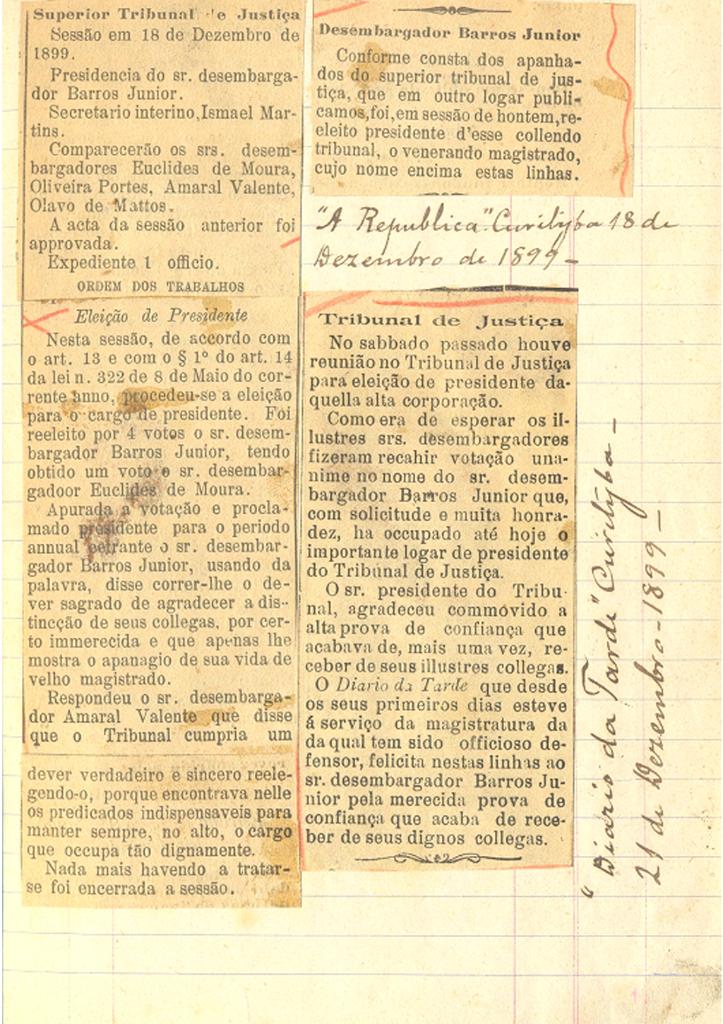 Superior Tribunal de Justiça
Sessão em 18 de Dezembro de
1899.
Presidencia do sr. desembarga-
dor Barros Junior.
Secretario interino, Ismael Mar-
tins.
Comparecerão os srs. desem-
bargadores Euclides de Moura,
Oliveira Portes, Amaral Valente,
Olavo de Mattos.
A acta da sessão anterior foi
approvada.
Expediente 1 officio.
ORDEM DOS TRABALHOS
Eleição de Presidente
Nesta sessão, de accordo com
o art. 13 e com o § 1º do art. 14
da lei n. 322 de 8 de Maio do cor-
rente anno, procedeu-se a eleição
para o cargo de presidente. Foi
reeleito por 4 votos o sr. desem-
bargador Barros Junior, tendo
obtido um voto o sr. desembar-
gadoor Euclides de Moura.
Apurada a votação e procla-
mado presidente para o periodo
annual perante o sr. desembar-
gador Barros Junior, usando da
palavra, disse correr-lhe o de-
ver sagrado de agradecer a dis-
tincção de seus collegas, por cer-
to immerecida e que apenas lhe
mostra o apanagio de sua vida de
velho magistrado.
Respondeu o sr. desembarga-
dor Amaral Valente que disse
que o Tribunal cumpria um
dever verdadeiro e sincero reele-
gendo-o, porque encontrava nelle
os predicados indispensaveis para
manter sempre, no alto, o cargo
que occupa tão dignamente.
Nada mais havendo a tratar-
se foi encerrada a sessão.
Desembargador Barros Junior
Conforme consta dos apanha-
dos do superior tribunal de jus-
tiça, que em outro logar publi-
camos, foi, em sessão de hontem, re-
eleito presidente d'esse collendo
tribunal, o venerando magistrado,
cujo nome encima estas linhas.
"A Republica". Curityba 18 de
Dezembro de 1899-
Tribunal de Justiça
No sabbado passado houve
reunião no Tribunal de Justiça
para eleição de presidente da-
quella alta corporação.
Como era de esperar os il-
lustres srs. desembargadores
fizeram recahir votação una-
nime no nome do sr. desem-
bargador Barros Junior que,
com solicitude e muita honra-
dez, ha occupado até hoje o
importante logar de presidente
do Tribunal de Justiça.
O sr. presidente do Tribu-
nal, agradeceu commòvido a
alta prova de confiança que
acabava de, mais uma vez, re-
ceber de seus illustres collegas.
O Diario da Tarde que desde
os seus primeiros dias esteve
á serviço da magistratura da
da qual tem sido officioso de-
fensor, felicita nestas linhas ao
sr. desembargador Barros Ju-
nior pela merecida prova de
confiança que acaba de rece-
ber de seus dignos collegas.
"Diario da Tarde" Curityba-
21 de Dezembro-1899-